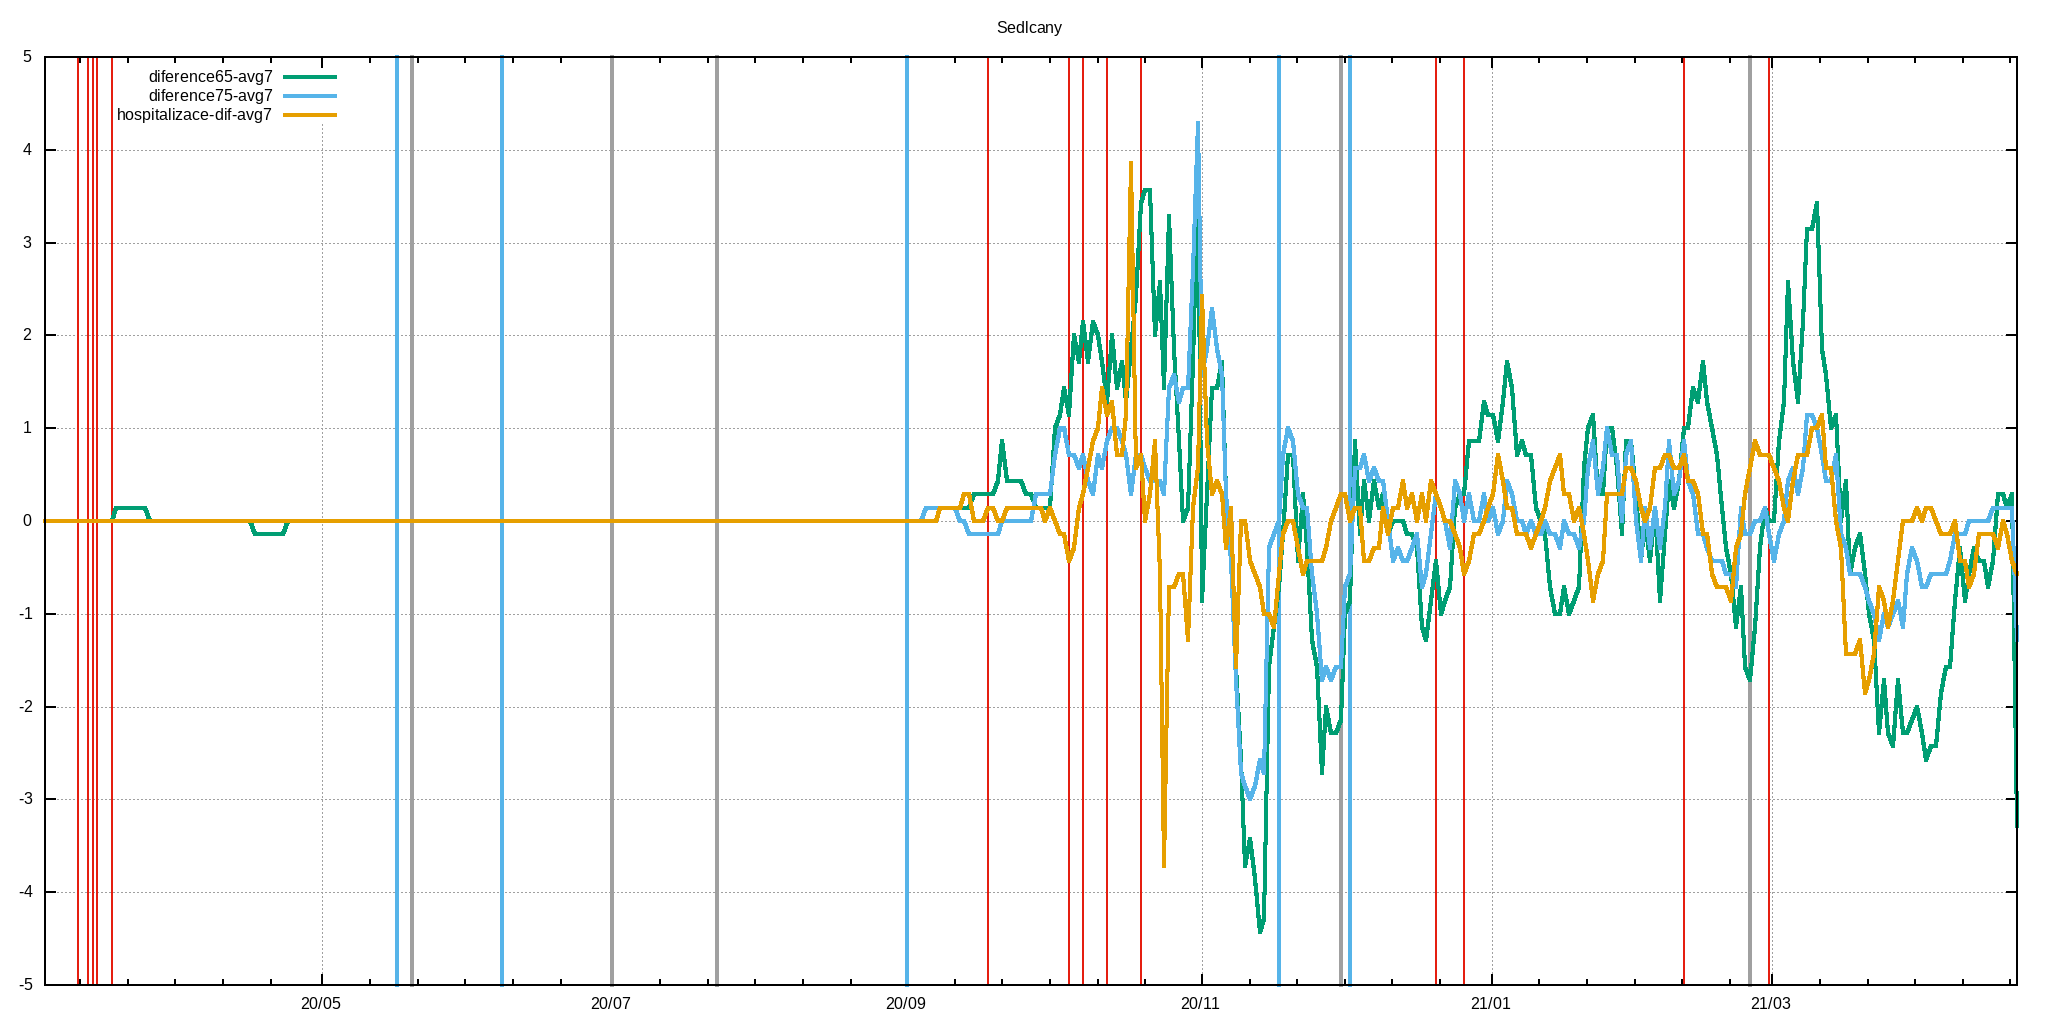 Sedlcany
diference65-avg7
diference75-avg7
hospitalizace-dif-avg7
5
4
3
2
1
0
-1
-2
-3
-4
-5
20/05 20/07 20/09 20/11 21/01 21/03